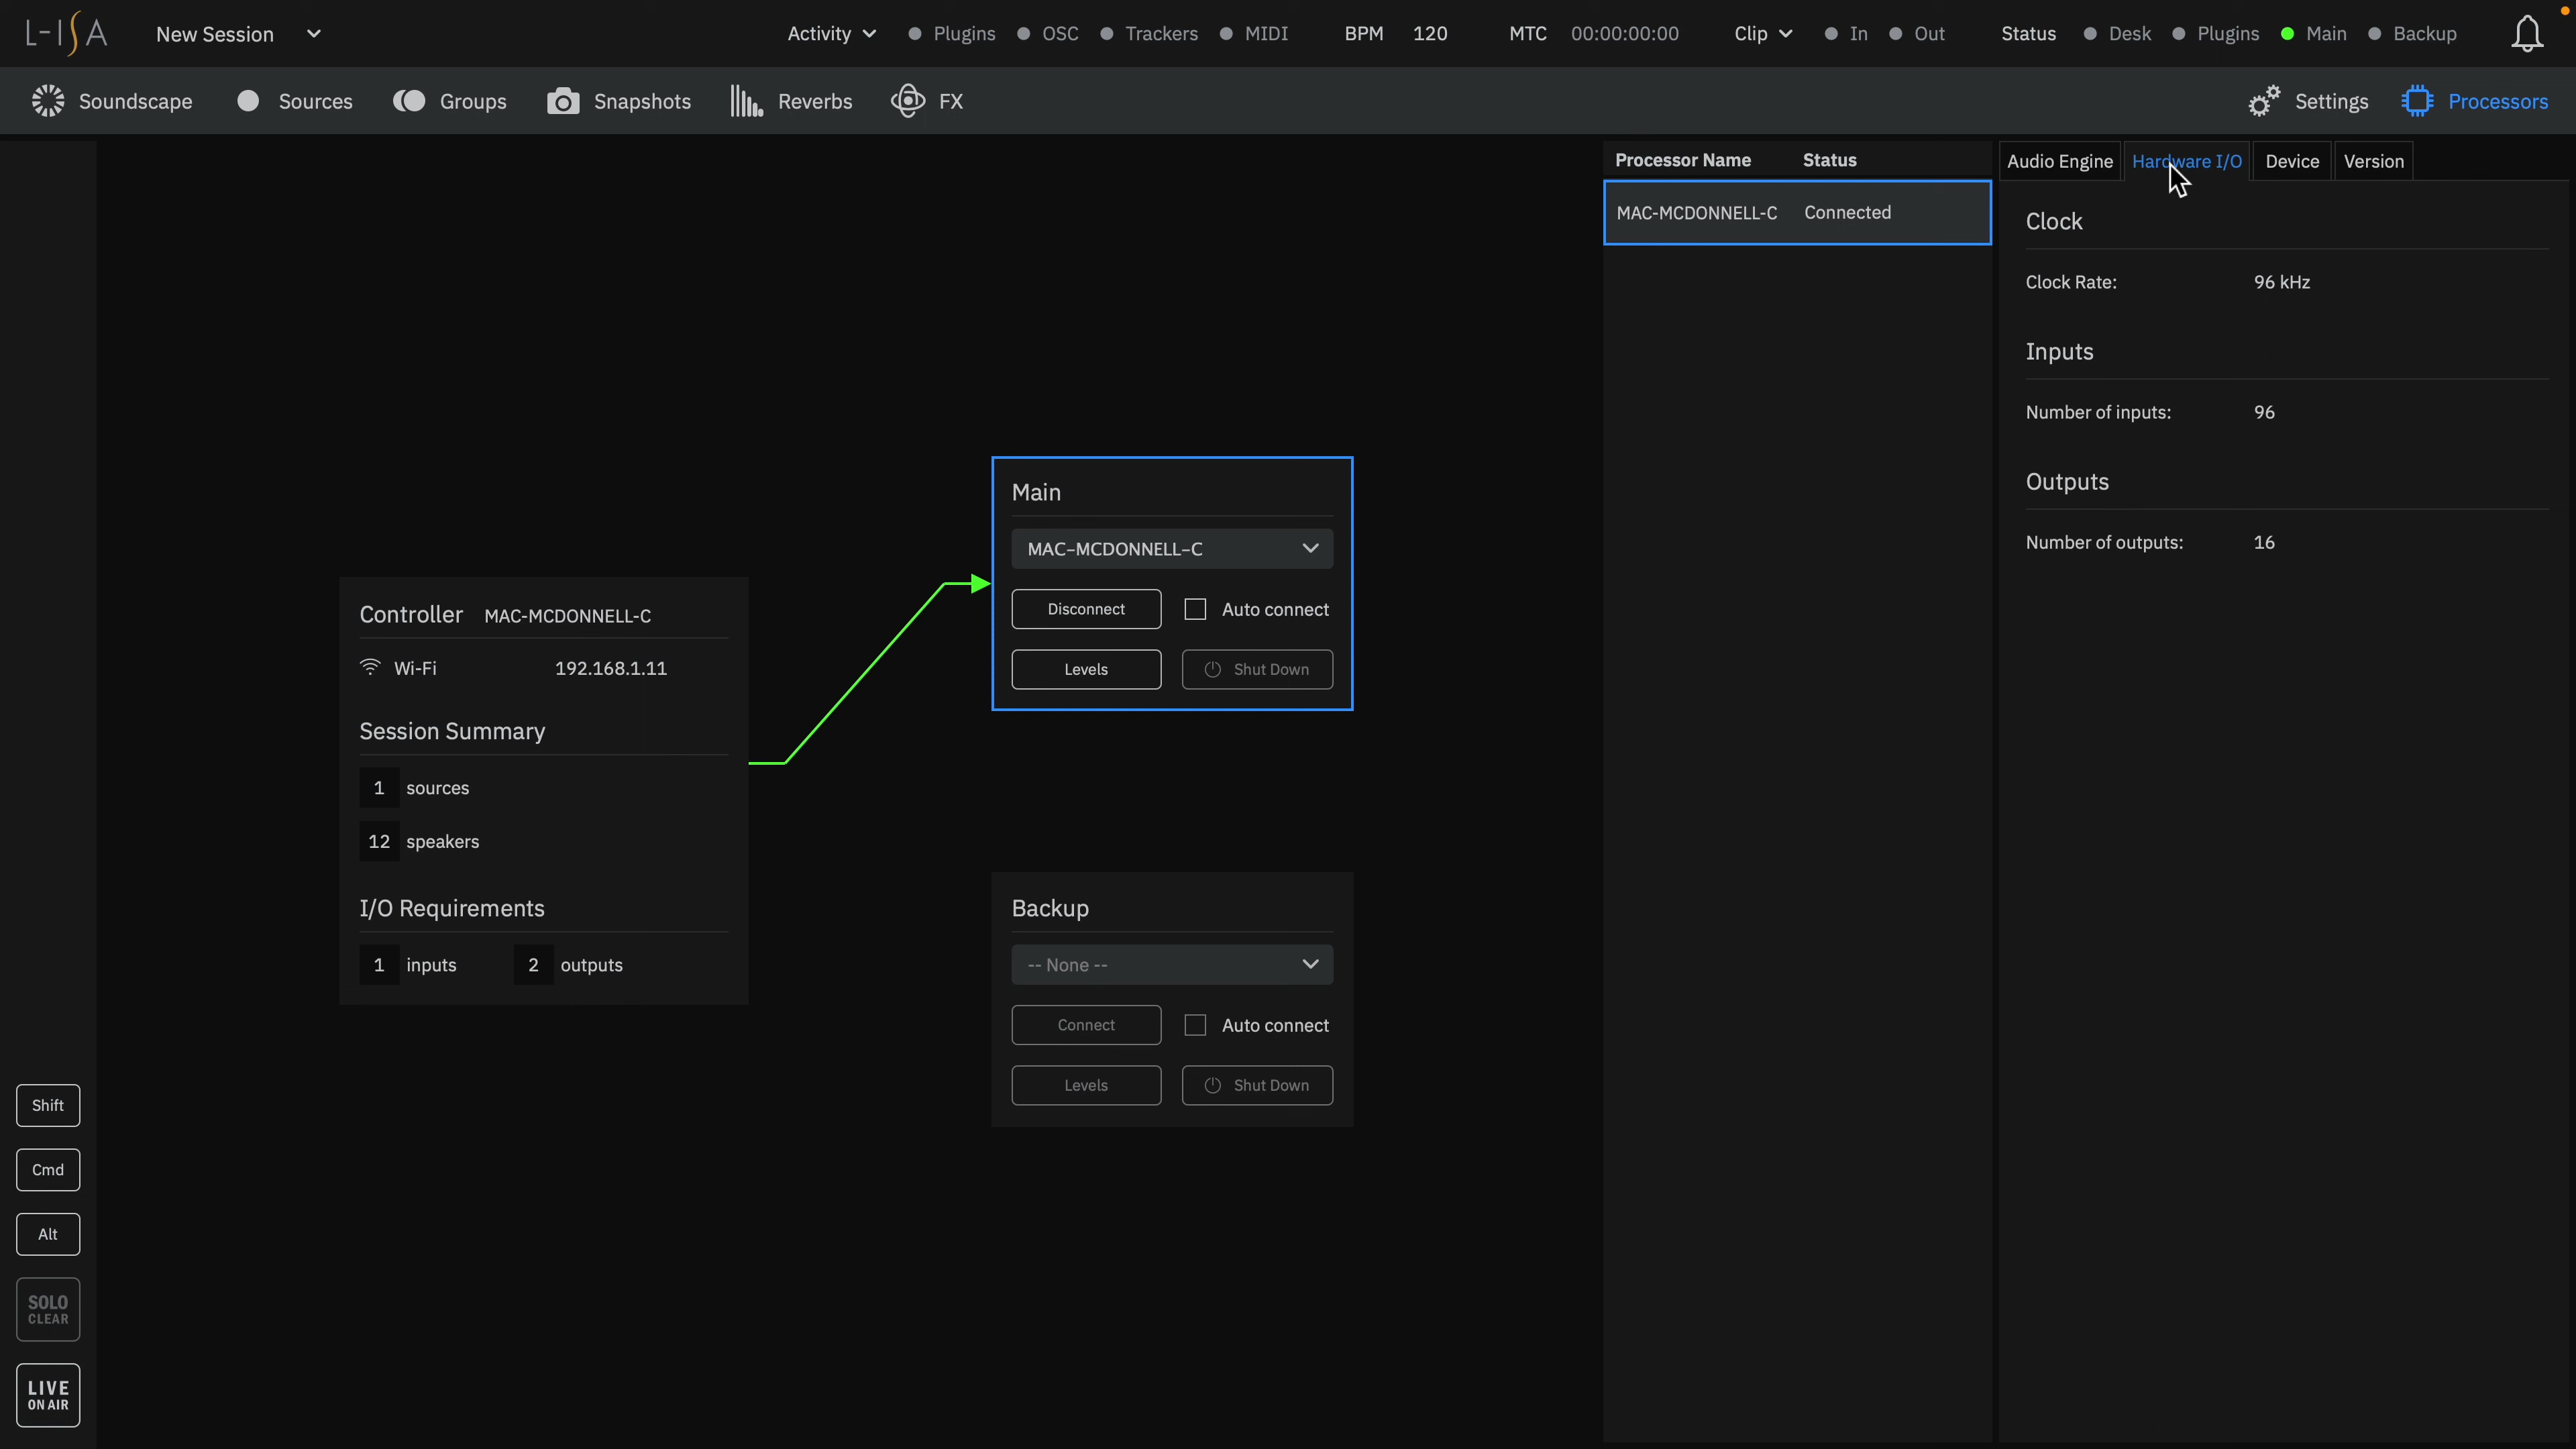 L-ISA New Session Activity Plugins OSC Trackers MIDI BPM 120 MTC 00:00:00:00 Clip In Out Status Desk Plugins Main Backup
Soundscape Sources Groups Snapshots Reverbs FX Settings Processors
Processor Name Status
MAC-MCDONNELL-C Connected
Audio Engine Hardware I/O Device Version
Clock
Clock Rate: 96 kHz
Inputs
Number of inputs: 96
Outputs
Number of outputs: 16
Main
MAC-MCDONNELL-C
Disconnect Auto connect
Levels Shut Down
Controller MAC-MCDONNELL-C
Wi-Fi 192.168.1.11
Session Summary
1 sources
12 speakers
I/O Requirements
1 inputs 2 outputs
Backup
-- None --
Connect Auto connect
Levels Shut Down
Shift
Cmd
Alt
SOLO
CLEAR
LIVE
ON AIR